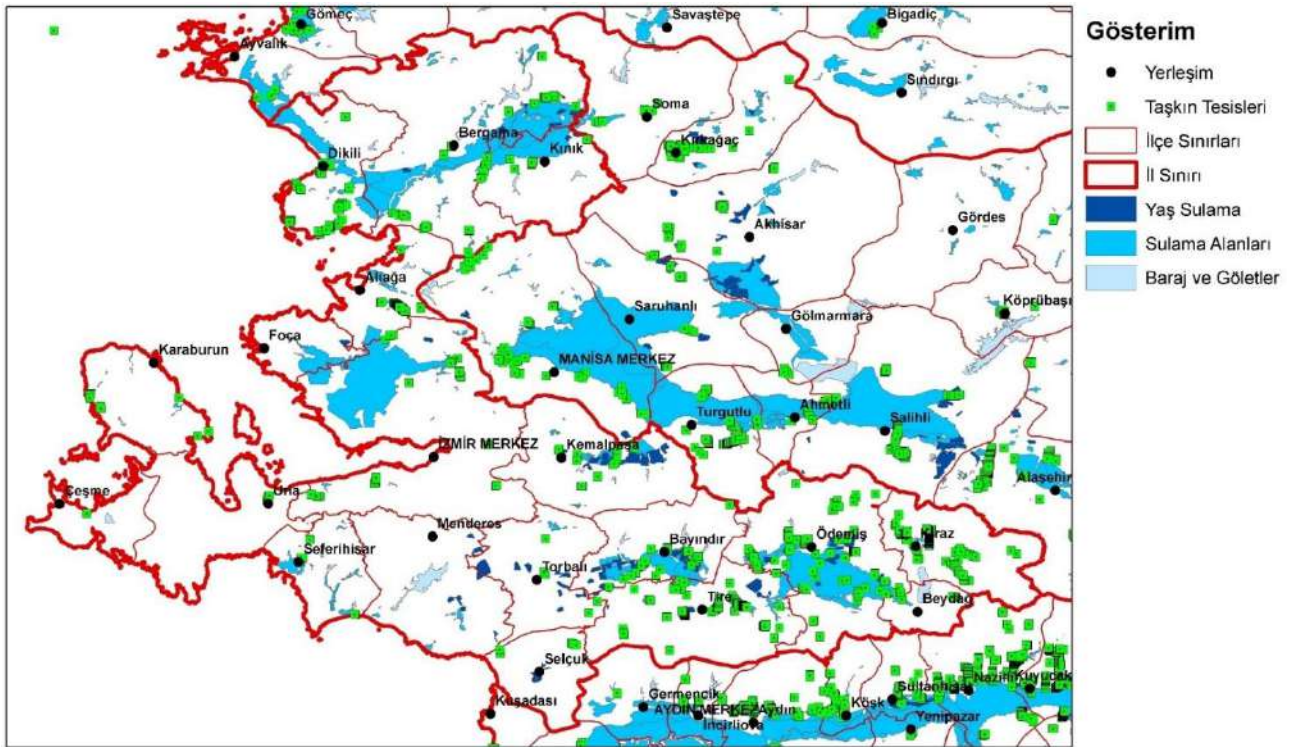 Gömeç
Savaştepe
Bigadiç
Ayvalık
Sındırgı
Soma
Bergama
Kırkağaç
Dikili
Kınık
Akhisar
Gördes
Aliağa
Saruhanlı
Gölmarmara
Köprübaşı
Foça
Karaburun
MANİSA MERKEZ
Turgutlu
Ahmetli
Salihli
İZMİR MERKEZ
Kemalpaşa
Alaşehir
Çeşme
Urla
Menderes
Bayındır
Ödemiş
Kiraz
Seferihisar
Torbalı
Tire
Beydağ
Selçuk
Kuşadası
Germencik
AYDIN MERKEZ
Aydın
İncirliova
Köşk
Sultanhisar
Nazilli
Kuyucak
Yenipazar
Gösterim
Yerleşim
Taşkın Tesisleri
İlçe Sınırları
İl Sınırı
Yaş Sulama
Sulama Alanları
Baraj ve Göletler